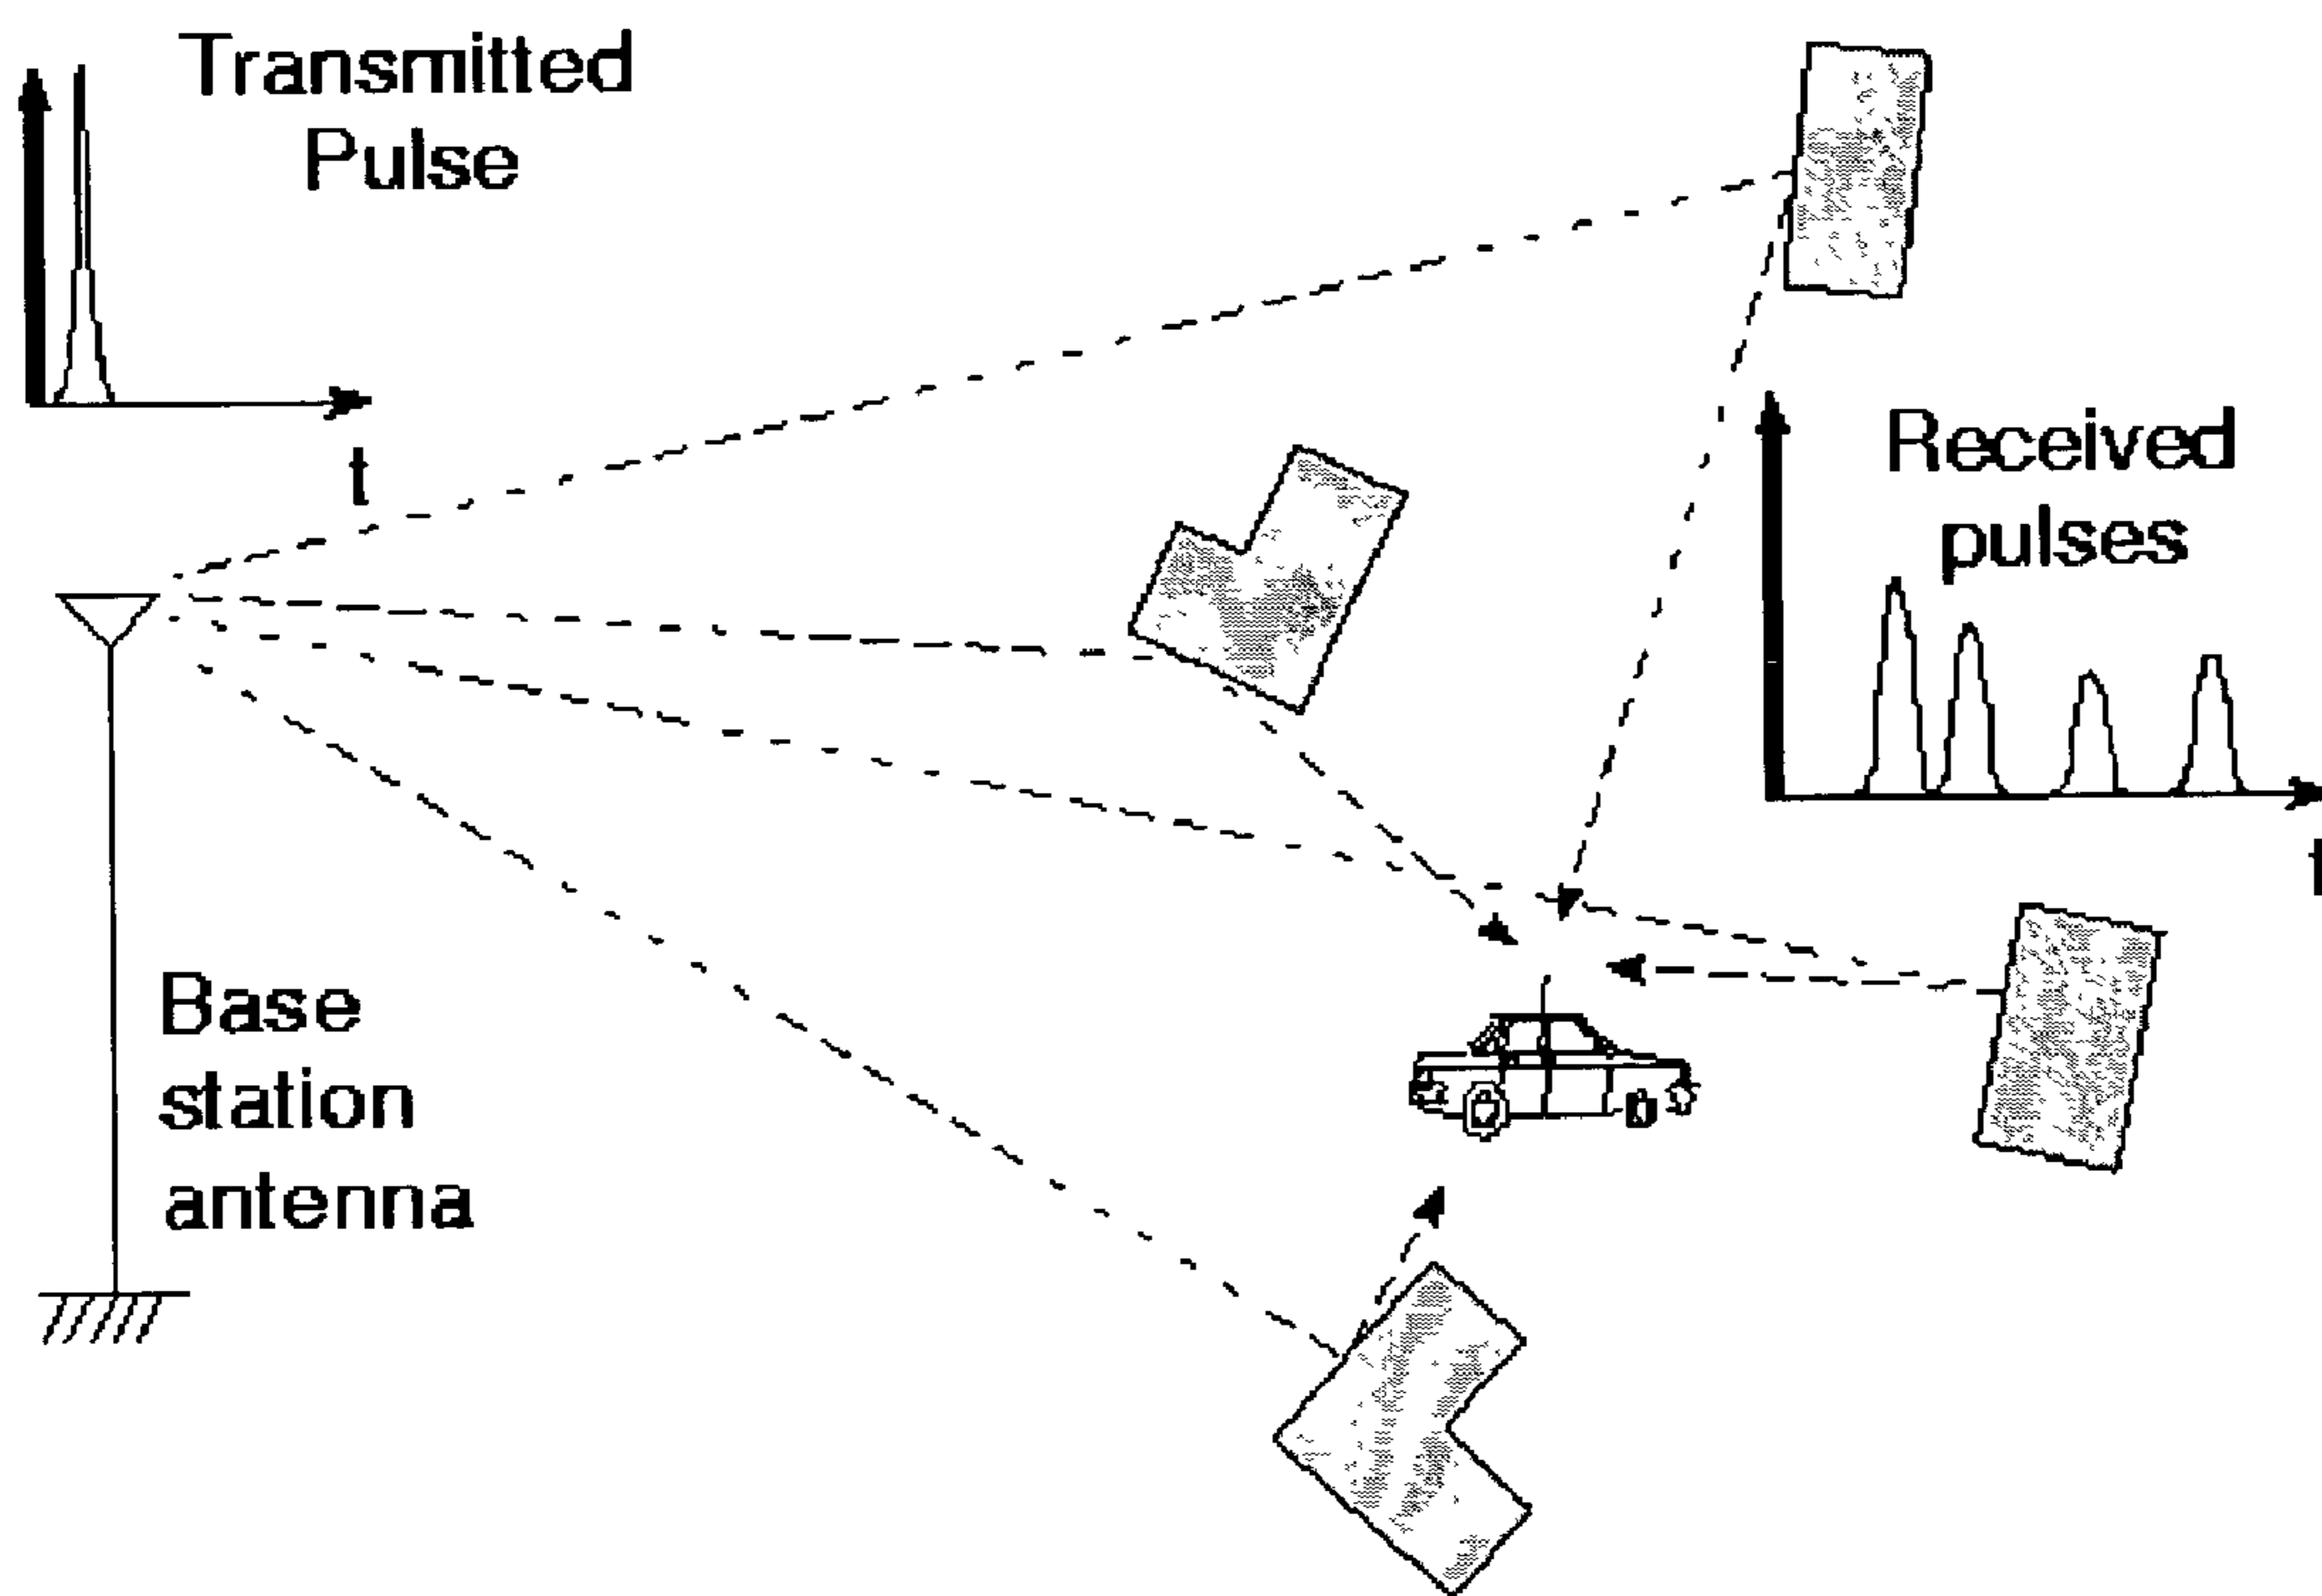 Transmitted
Pulse
t
Received
pulses
t
Base
station
antenna